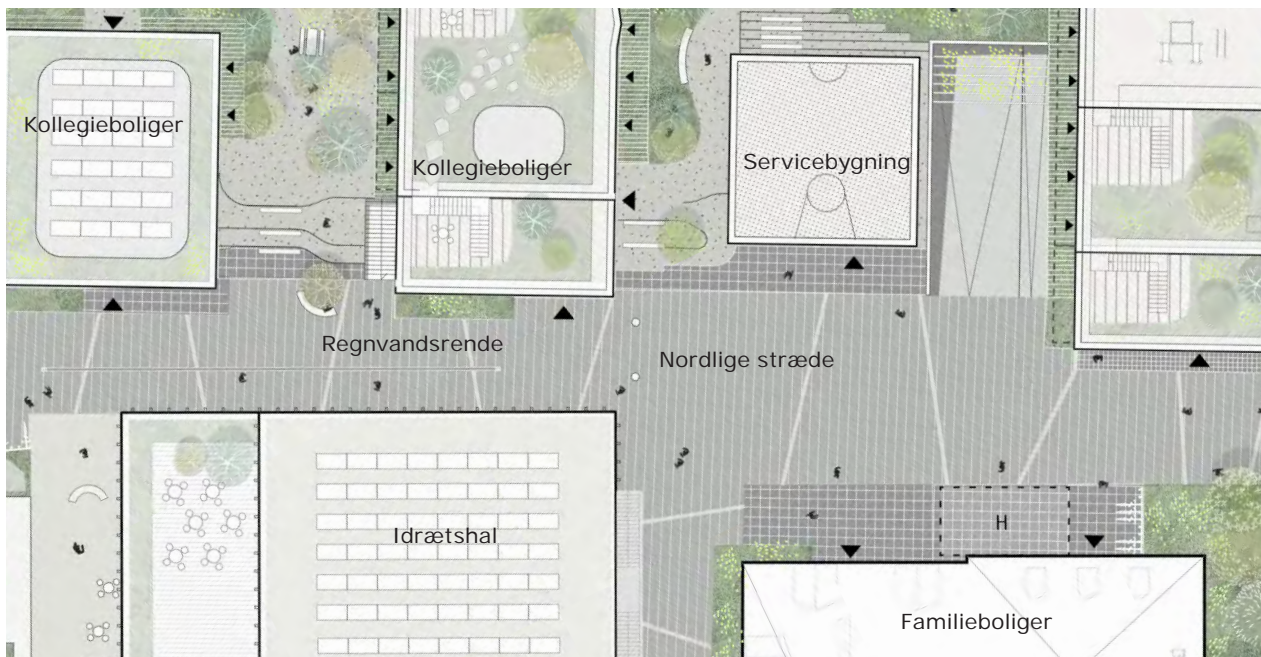 Kollegieboliger
Kollegieboliger
Servicebygning
Regnvandsrende
Nordlige stræde
Idrætshal
H
Familieboliger